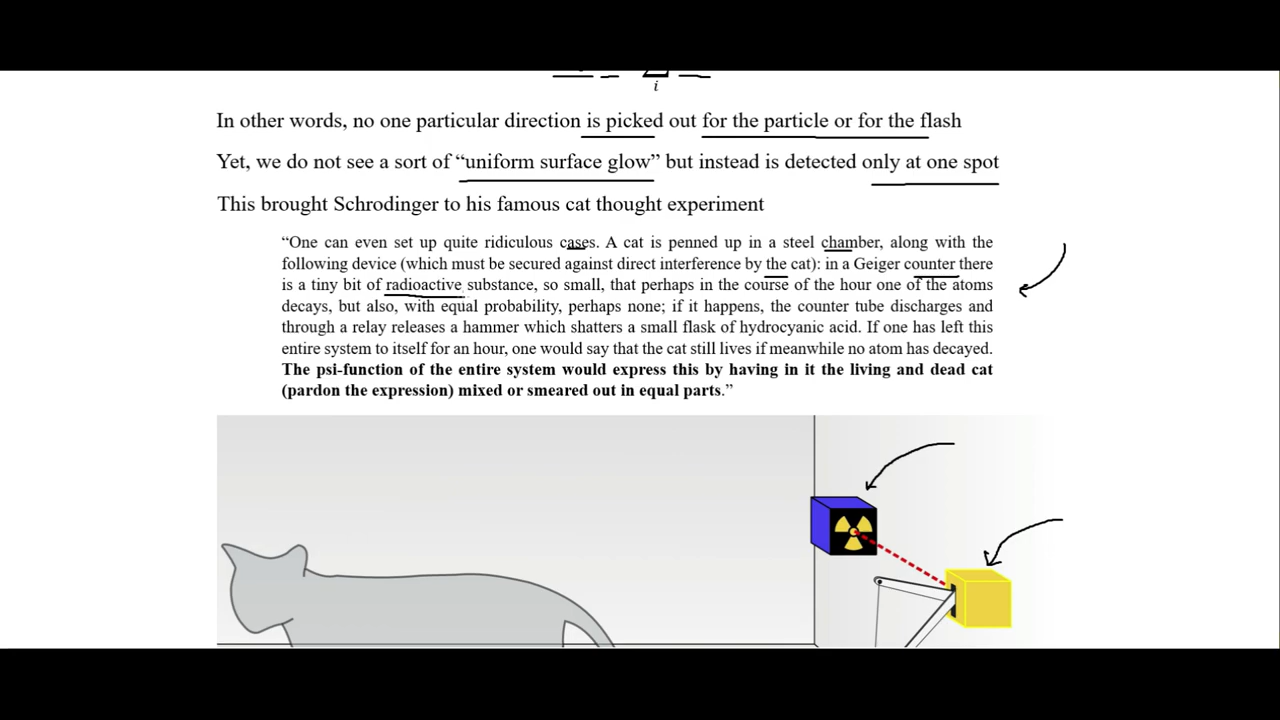 i
In other words, no one particular direction is picked out for the particle or for the flash
Yet, we do not see a sort of “uniform surface glow” but instead is detected only at one spot
This brought Schrodinger to his famous cat thought experiment
“One can even set up quite ridiculous cases. A cat is penned up in a steel chamber, along with the
following device (which must be secured against direct interference by the cat): in a Geiger counter there
is a tiny bit of radioactive substance, so small, that perhaps in the course of the hour one of the atoms
decays, but also, with equal probability, perhaps none; if it happens, the counter tube discharges and
through a relay releases a hammer which shatters a small flask of hydrocyanic acid. If one has left this
entire system to itself for an hour, one would say that the cat still lives if meanwhile no atom has decayed.
The psi-function of the entire system would express this by having in it the living and dead cat
(pardon the expression) mixed or smeared out in equal parts.”